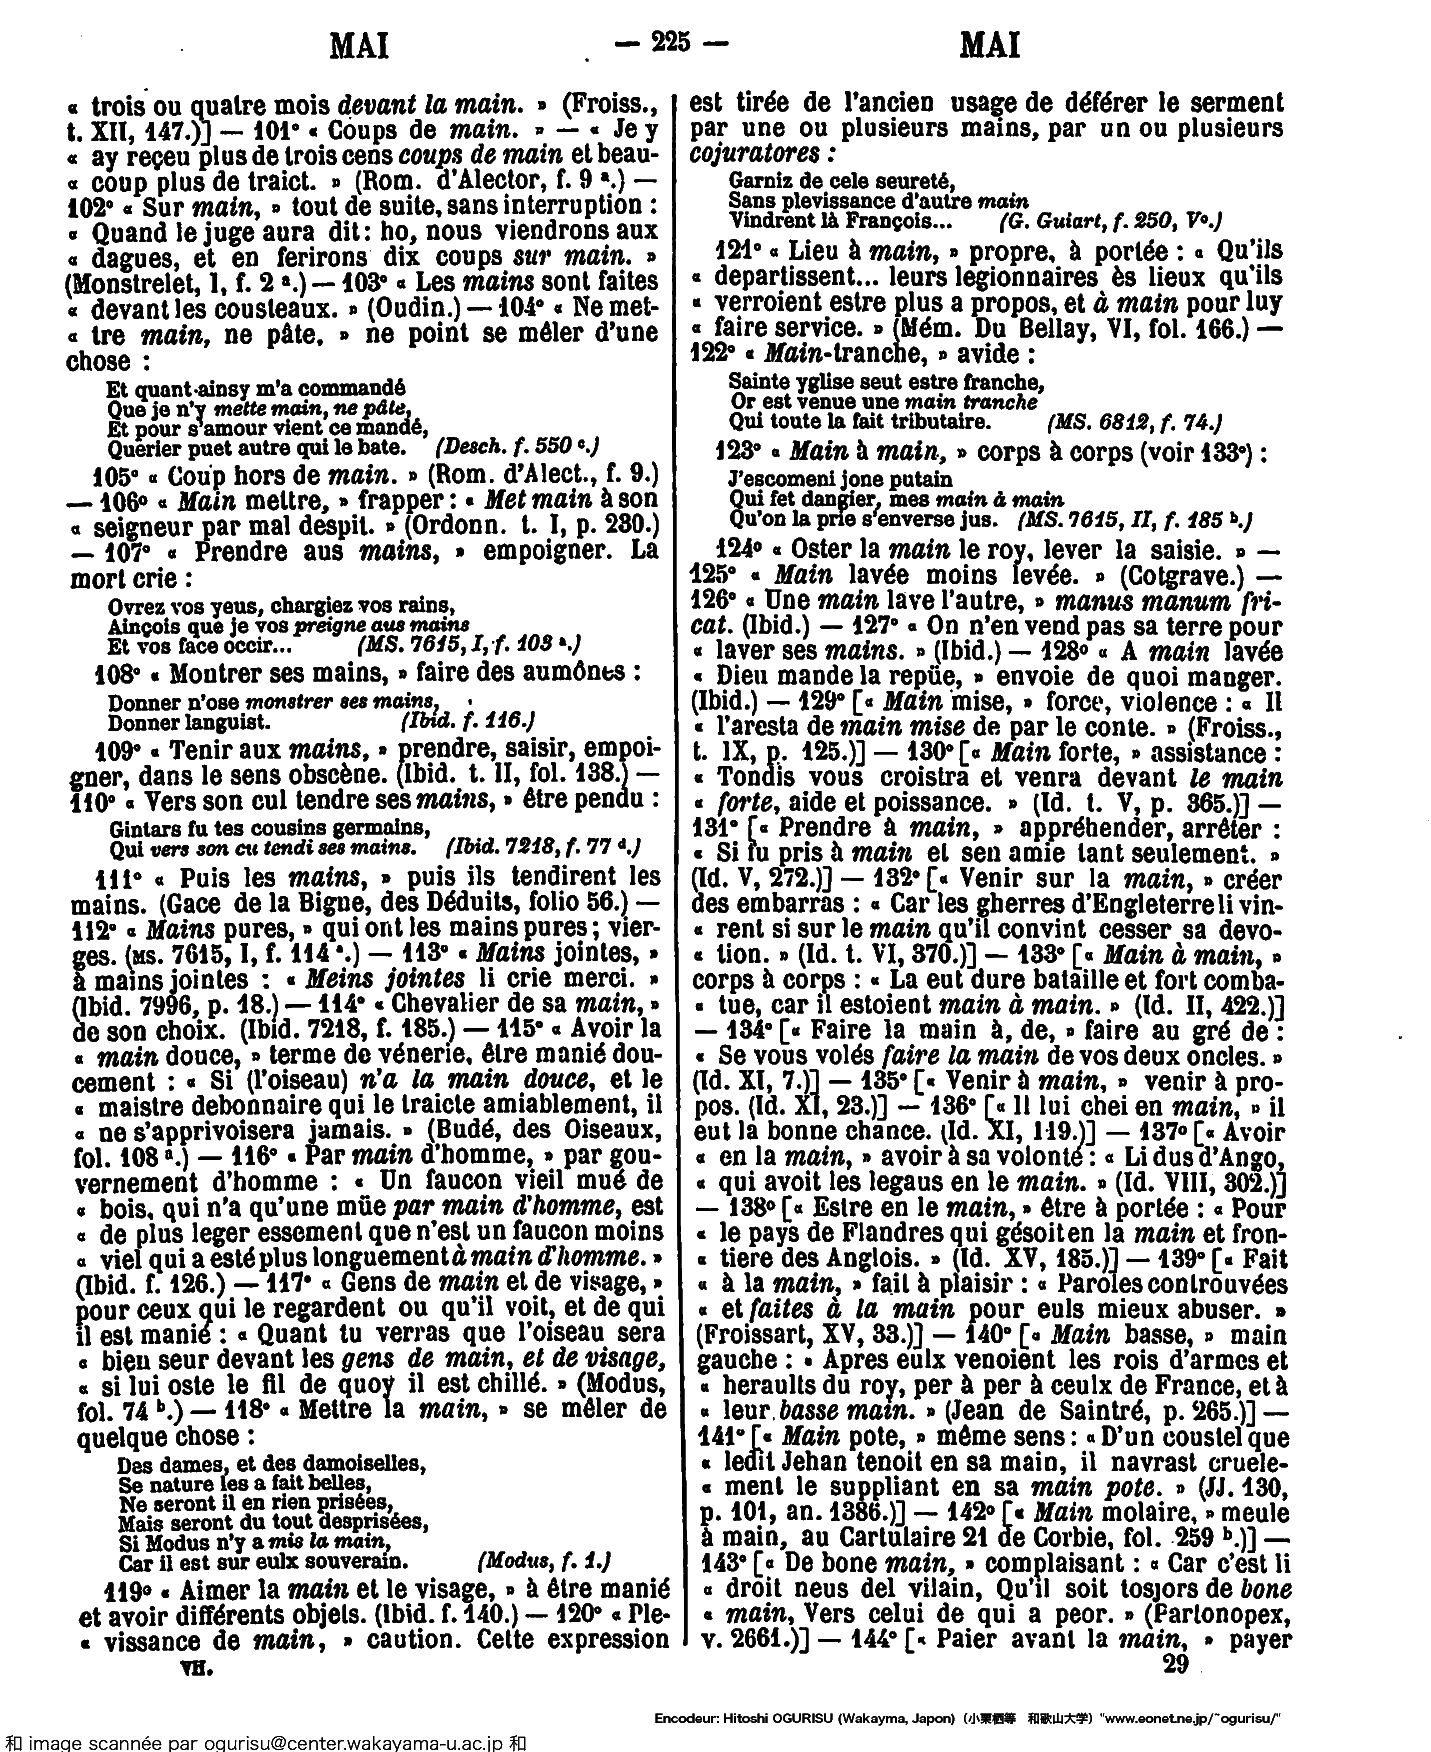 MAI — 225 — MAI
« trois ou quatre mois devant la main. » (Froiss.,
t. XII, 147.)] — 101° « Coups de main. » — « Je y
« ay reçeu plus de trois cens coups de main et beau-
« coup plus de traict. » (Rom. d'Alector, f. 9 ª.) —
102° « Sur main, » tout de suite, sans interruption :
« Quand le juge aura dit : ho, nous viendrons aux
« dagues, et en ferirons dix coups sur main. »
(Monstrelet, I, f. 2 ª.) — 103° « Les mains sont faites
« devant les cousteaux. » (Oudin.) — 104° « Ne met-
« tre main, ne pâte, » ne point se mêler d'une
chose :
Et quant ainsy m'a commandé
Que je n'y mette main, ne pâte,
Et pour s'amour vient ce mandé,
Querier puet autre qui le bate. (Desch. f. 550 c.)
105° « Coup hors de main. » (Rom. d'Alect., f. 9.)
— 106° « Main mettre, » frapper : « Met main à son
« seigneur par mal despit. » (Ordonn. t. I, p. 230.)
— 107° « Prendre aus mains, » empoigner. La
mort crie :
Ovrez vos yeus, chargiez vos rains,
Ainçois que je vos preigne aus mains
Et vos face occir... (MS. 7615, I, f. 103 ª.)
108° « Montrer ses mains, » faire des aumônes :
Donner n'ose monstrer ses mains,
Donner languist. (Ibid. f. 116.)
109° « Tenir aux mains, » prendre, saisir, empoi-
gner, dans le sens obscène. (Ibid. t. II, fol. 138.) —
110° « Vers son cul tendre ses mains, » être pendu :
Gintars fu tes cousins germains,
Qui vers son cu tendi ses mains. (Ibid. 7218, f. 77 d.)
111° « Puis les mains, » puis ils tendirent les
mains. (Gace de la Bigne, des Déduits, folio 56.) —
112° « Mains pures, » qui ont les mains pures ; vier-
ges. (MS. 7615, I, f. 114 ª.) — 113° « Mains jointes, »
à mains jointes : « Meins jointes li crie merci. »
(Ibid. 7996, p. 18.) — 114° « Chevalier de sa main, »
de son choix. (Ibid. 7218, f. 185.) — 115° « Avoir la
« main douce, » terme de vénerie, être manié dou-
cement : « Si (l'oiseau) n'a la main douce, et le
« maistre debonnaire qui le traicte amiablement, il
« ne s'apprivoisera jamais. » (Budé, des Oiseaux,
fol. 108 ª.) — 116° « Par main d'homme, » par gou-
vernement d'homme : « Un faucon vieil mué de
« bois, qui n'a qu'une müe par main d'homme, est
« de plus leger essement que n'est un faucon moins
« viel qui a esté plus longuement à main d'homme. »
(Ibid. f. 126.) — 117° « Gens de main et de visage, »
pour ceux qui le regardent ou qu'il voit, et de qui
il est manié : « Quant tu verras que l'oiseau sera
« bien seur devant les gens de main, et de visage,
« si lui oste le fil de quoy il est chillé. » (Modus,
fol. 74 b.) — 118° « Mettre la main, » se mêler de
quelque chose :
Des dames, et des damoiselles,
Se nature les a fait belles,
Ne seront il en rien prisées,
Mais seront du tout desprisées,
Si Modus n'y a mis la main,
Car il est sur eulx souverain. (Modus, f. 1.)
119° « Aimer la main et le visage, » à être manié
et avoir différents objets. (Ibid. f. 140.) — 120° « Ple-
« vissance de main, » caution. Cette expression
VII.
est tirée de l'ancien usage de déférer le serment
par une ou plusieurs mains, par un ou plusieurs
cojuratores :
Garniz de cele seureté,
Sans plevissance d'autre main
Vindrent là François... (G. Guiart, f. 250, V°.)
121° « Lieu à main, » propre, à portée : « Qu'ils
« departissent... leurs legionnaires ès lieux qu'ils
« verroient estre plus a propos, et à main pour luy
« faire service. » (Mém. Du Bellay, VI, fol. 166.) —
122° « Main-tranche, » avide :
Sainte yglise seut estre franche,
Or est venue une main tranche
Qui toute la fait tributaire. (MS. 6812, f. 74.)
123° « Main à main, » corps à corps (voir 133°) :
J'escomeni jone putain
Qui fet dangier, mes main à main
Qu'on la prie s'enverse jus. (MS. 7615, II, f. 185 b.)
124° « Oster la main le roy, lever la saisie. » —
125° « Main lavée moins levée. » (Cotgrave.) —
126° « Une main lave l'autre, » manus manum fri-
cat. (Ibid.) — 127° « On n'en vend pas sa terre pour
« laver ses mains. » (Ibid.) — 128° « A main lavée
« Dieu mande la repüe, » envoie de quoi manger.
(Ibid.) — 129° [« Main mise, » force, violence : « Il
« l'aresta de main mise de par le conte. » (Froiss.,
t. IX, p. 125.)] — 130° [« Main forte, » assistance :
« Tondis vous croistra et venra devant le main
« forte, aide et poissance. » (Id. t. V, p. 365.)] —
131° [« Prendre à main, » appréhender, arrêter :
« Si fu pris à main et sen amie tant seulement. »
(Id. V, 272.)] — 132° [« Venir sur la main, » créer
des embarras : « Car les gherres d'Engleterre li vin-
« rent si sur le main qu'il convint cesser sa devo-
« tion. » (Id. t. VI, 370.)] — 133° [« Main à main, »
corps à corps : « La eut dure bataille et fort comba-
« tue, car il estoient main à main. » (Id. II, 422.)]
— 134° [« Faire la main à, de, » faire au gré de :
« Se vous volés faire la main de vos deux oncles. »
(Id. XI, 7.)] — 135° [« Venir à main, » venir à pro-
pos. (Id. XI, 23.)] — 136° [« Il lui chei en main, » il
eut la bonne chance. (Id. XI, 119.)] — 137° [« Avoir
« en la main, » avoir à sa volonté : « Li dus d'Ango,
« qui avoit les legaus en le main. » (Id. VIII, 302.)]
— 138° [« Estre en le main, » être à portée : « Pour
« le pays de Flandres qui gésoit en la main et fron-
« tiere des Anglois. » (Id. XV, 185.)] — 139° [« Fait
« à la main, » fait à plaisir : « Paroles controuvées
« et faites à la main pour euls mieux abuser. »
(Froissart, XV, 33.)] — 140° [« Main basse, » main
gauche : « Apres eulx venoient les rois d'armes et
« heraults du roy, per à per à ceulx de France, et à
« leur basse main. » (Jean de Saintré, p. 265.)] —
141° [« Main pote, » même sens : « D'un coustel que
« ledit Jehan tenoit en sa main, il navrast cruele-
« ment le suppliant en sa main pote. » (JJ. 130,
p. 101, an. 1386.)] — 142° [« Main molaire, » meule
à main, au Cartulaire 21 de Corbie, fol. 259 b.)] —
143° [« De bone main, » complaisant : « Car c'est li
« droit neus del vilain, Qu'il soit tosjors de bone
« main, Vers celui de qui a peor. » (Partonopex,
v. 2661.)] — 144° [« Paier avant la main, » payer
29
Encodeur: Hitoshi OGURISU (Wakayma, Japon) (小栗栖等 和歌山大学) "www.eonet.ne.jp/~ogurisu/"
和 image scannée par ogurisu@center.wakayama-u.ac.jp 和